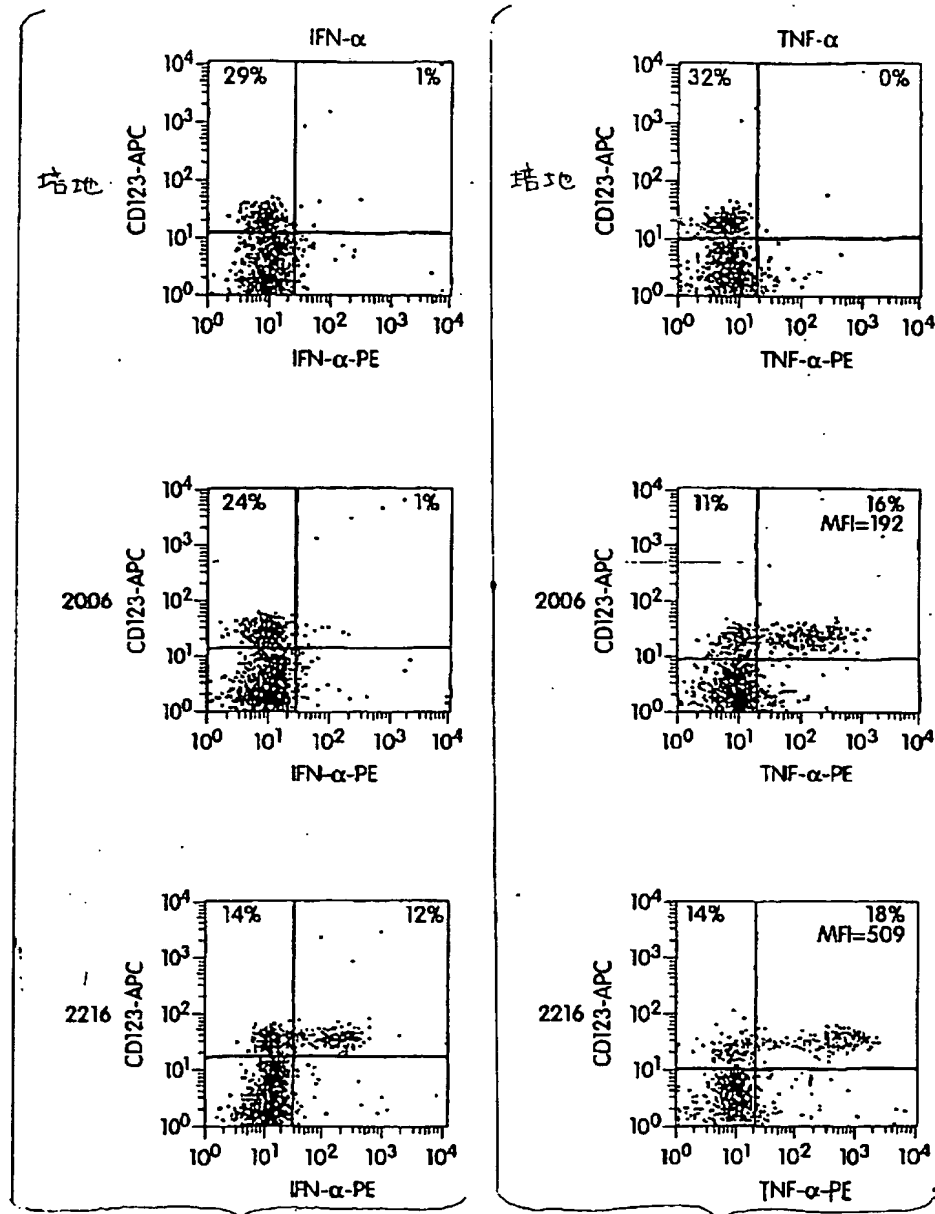 IFN-α
29%
1%
10⁴
10³
10²
10¹
10⁰
CD123-APC
培地
10⁰ 10¹ 10² 10³ 10⁴
IFN-α-PE
TNF-α
32%
0%
10⁴
10³
10²
10¹
10⁰
CD123-APC
培地
10⁰ 10¹ 10² 10³ 10⁴
TNF-α-PE
24%
1%
10⁴
10³
10²
10¹
10⁰
CD123-APC
2006
10⁰ 10¹ 10² 10³ 10⁴
IFN-α-PE
11%
16%
MFI=192
10⁴
10³
10²
10¹
10⁰
CD123-APC
2006
10⁰ 10¹ 10² 10³ 10⁴
TNF-α-PE
14%
12%
10⁴
10³
10²
10¹
10⁰
CD123-APC
2216
10⁰ 10¹ 10² 10³ 10⁴
IFN-α-PE
14%
18%
MFI=509
10⁴
10³
10²
10¹
10⁰
CD123-APC
2216
10⁰ 10¹ 10² 10³ 10⁴
TNF-α-PE